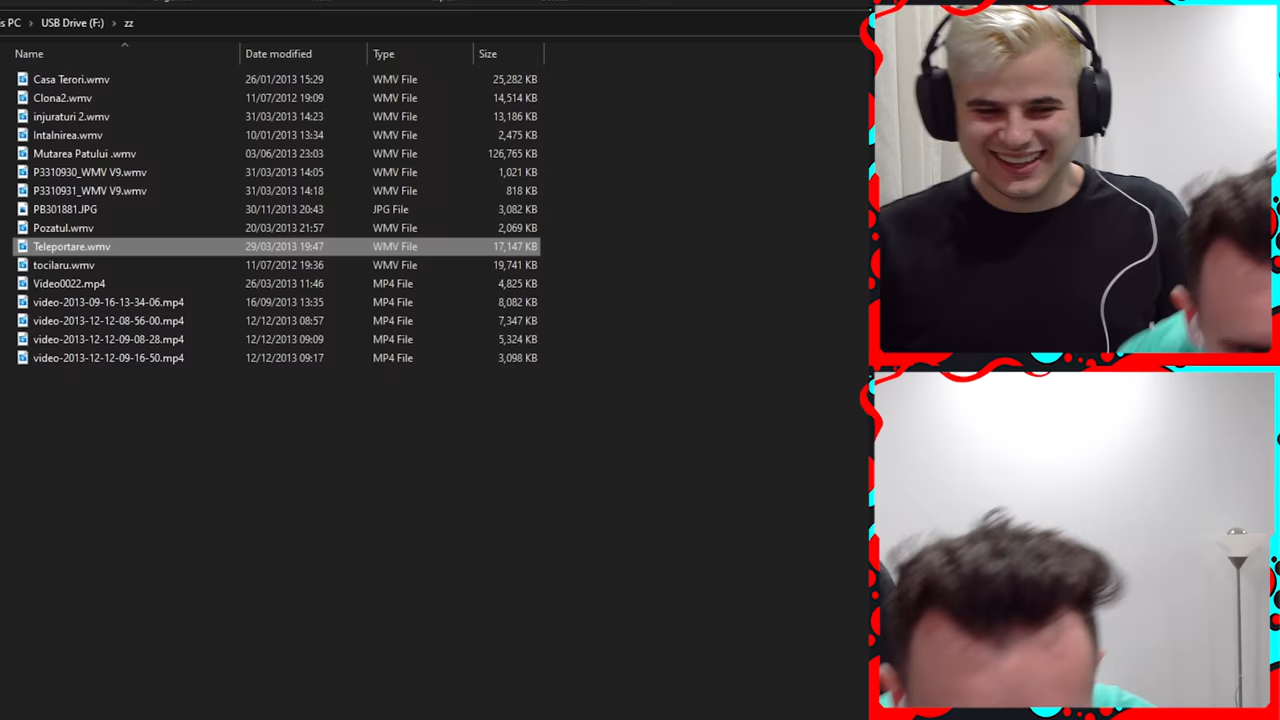 is PC > USB Drive (F:) > zz
Name Date modified Type Size
Casa Terori.wmv 26/01/2013 15:29 WMV File 25,282 KB
Clona2.wmv 11/07/2012 19:09 WMV File 14,514 KB
injuraturi 2.wmv 31/03/2013 14:23 WMV File 13,186 KB
Intalnirea.wmv 10/01/2013 13:34 WMV File 2,475 KB
Mutarea Patului .wmv 03/06/2013 23:03 WMV File 126,765 KB
P3310930_WMV V9.wmv 31/03/2013 14:05 WMV File 1,021 KB
P3310931_WMV V9.wmv 31/03/2013 14:18 WMV File 818 KB
PB301881.JPG 30/11/2013 20:43 JPG File 3,082 KB
Pozatul.wmv 20/03/2013 21:57 WMV File 2,069 KB
Teleportare.wmv 29/03/2013 19:47 WMV File 17,147 KB
tocilaru.wmv 11/07/2012 19:36 WMV File 19,741 KB
Video0022.mp4 26/03/2013 11:46 MP4 File 4,825 KB
video-2013-09-16-13-34-06.mp4 16/09/2013 13:35 MP4 File 8,082 KB
video-2013-12-12-08-56-00.mp4 12/12/2013 08:57 MP4 File 7,347 KB
video-2013-12-12-09-08-28.mp4 12/12/2013 09:09 MP4 File 5,324 KB
video-2013-12-12-09-16-50.mp4 12/12/2013 09:17 MP4 File 3,098 KB